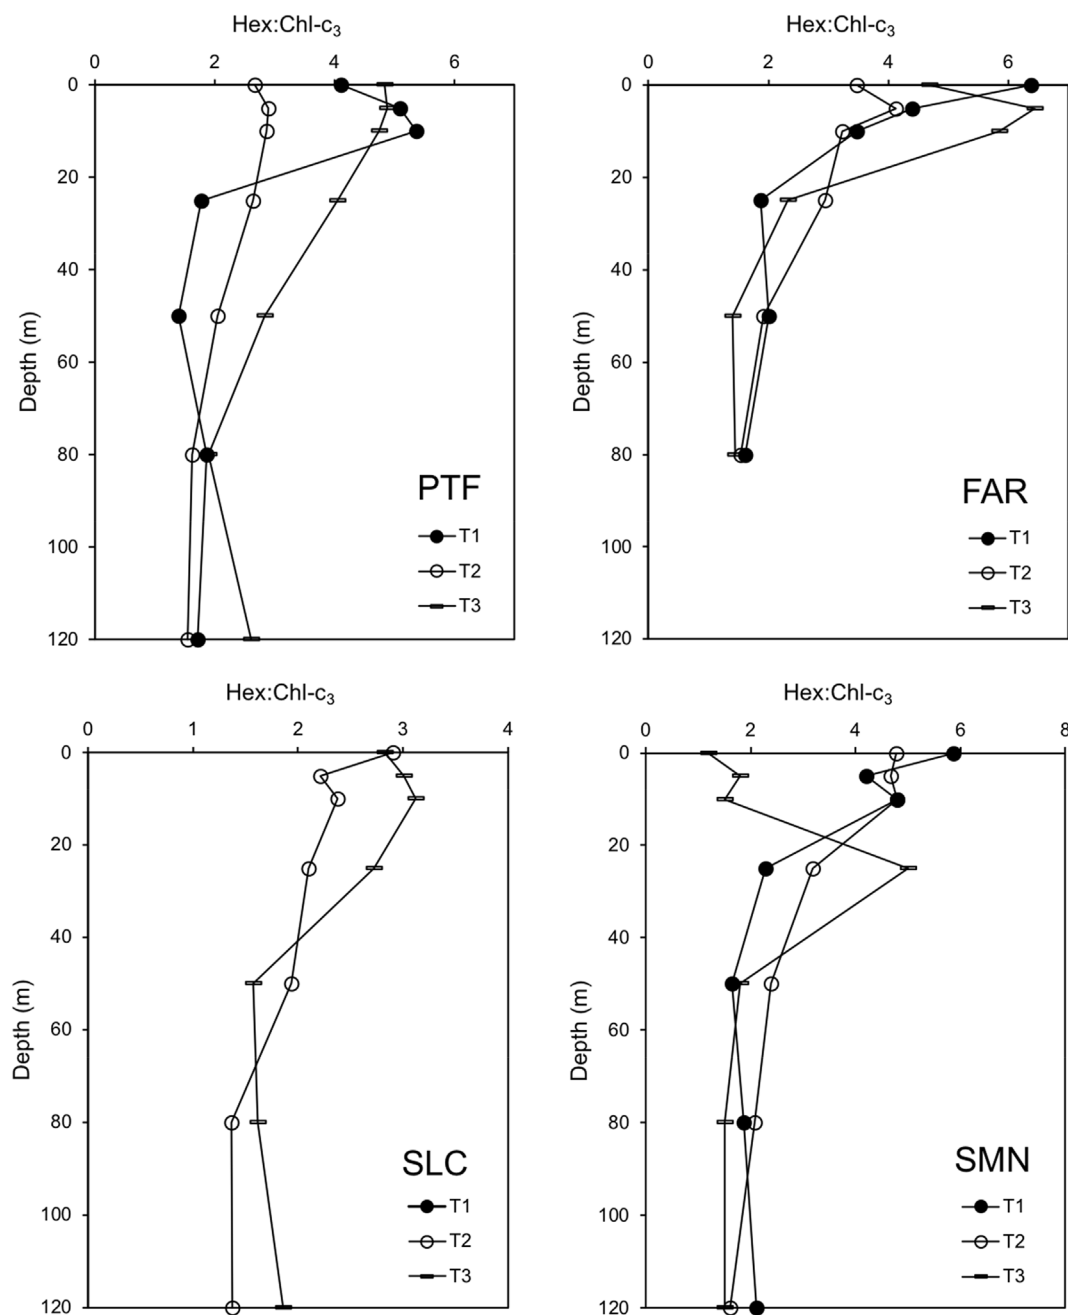 Hex:Chl-c₃
0 2 4 6
0
20
40
60
80
100
120
Depth (m)
PTF
T1
T2
T3
Hex:Chl-c₃
0 2 4 6
0
20
40
60
80
100
120
Depth (m)
FAR
T1
T2
T3
Hex:Chl-c₃
0 1 2 3 4
0
20
40
60
80
100
120
Depth (m)
SLC
T1
T2
T3
Hex:Chl-c₃
0 2 4 6 8
0
20
40
60
80
100
120
Depth (m)
SMN
T1
T2
T3